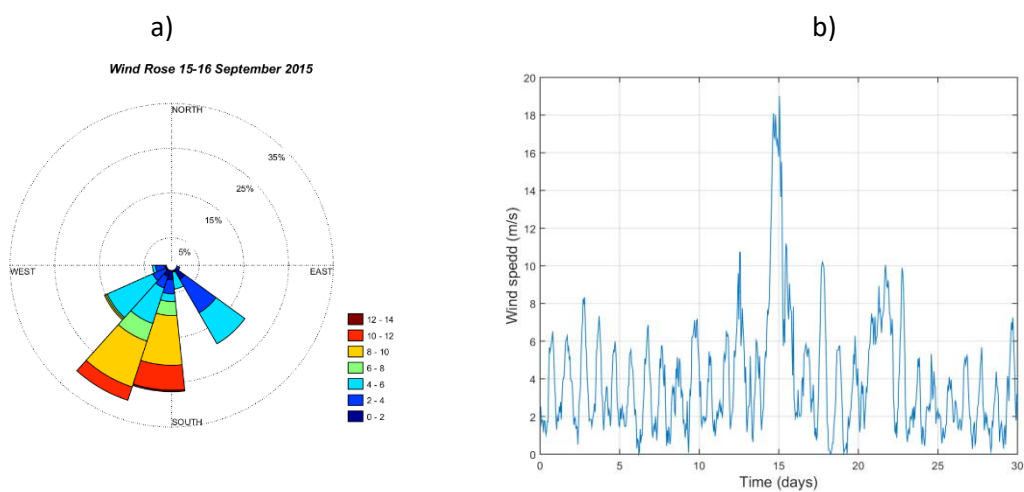 a)
b)
Wind Rose 15-16 September 2015
NORTH
35%
25%
15%
5%
WEST
EAST
SOUTH
12 - 14
10 - 12
8 - 10
6 - 8
4 - 6
2 - 4
0 - 2
20
18
16
14
12
10
8
6
4
2
0
Wind spedd (m/s)
0 5 10 15 20 25 30
Time (days)